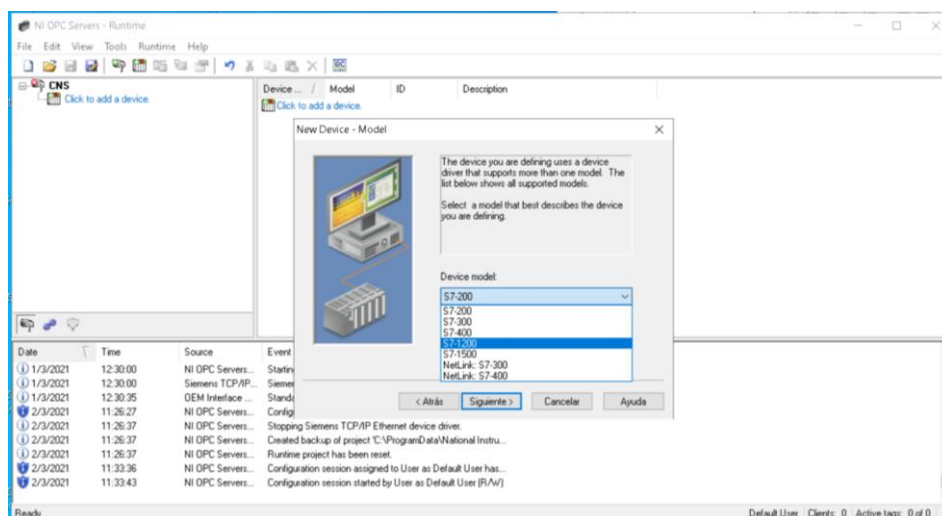 NI OPC Servers - Runtime
File Edit View Tools Runtime Help
CNS
Click to add a device.
Device ... / Model ID Description
Click to add a device.
New Device - Model
The device you are defining uses a device
driver that supports more than one model. The
list below shows all supported models.
Select a model that best describes the device
you are defining.
Device model:
S7-200
S7-200
S7-300
S7-400
S7-1200
S7-1500
NetLink: S7-300
NetLink: S7-400
< Atrás Siguiente > Cancelar Ayuda
Date Time Source Event
1/3/2021 12:30:00 NI OPC Servers... Startin
1/3/2021 12:30:00 Siemens TCP/IP... Siemen
1/3/2021 12:30:35 OEM Interface ... Standa
2/3/2021 11:26:27 NI OPC Servers... Config
2/3/2021 11:26:37 NI OPC Servers... Stopping Siemens TCP/IP Ethernet device driver.
2/3/2021 11:26:37 NI OPC Servers... Created backup of project 'C:\ProgramData\National Instru...
2/3/2021 11:26:37 NI OPC Servers... Runtime project has been reset.
2/3/2021 11:33:36 NI OPC Servers... Configuration session assigned to User as Default User has...
2/3/2021 11:33:43 NI OPC Servers... Configuration session started by User as Default User (R/W)
Ready Default User Clients: 0 Active tags: 0 of 0